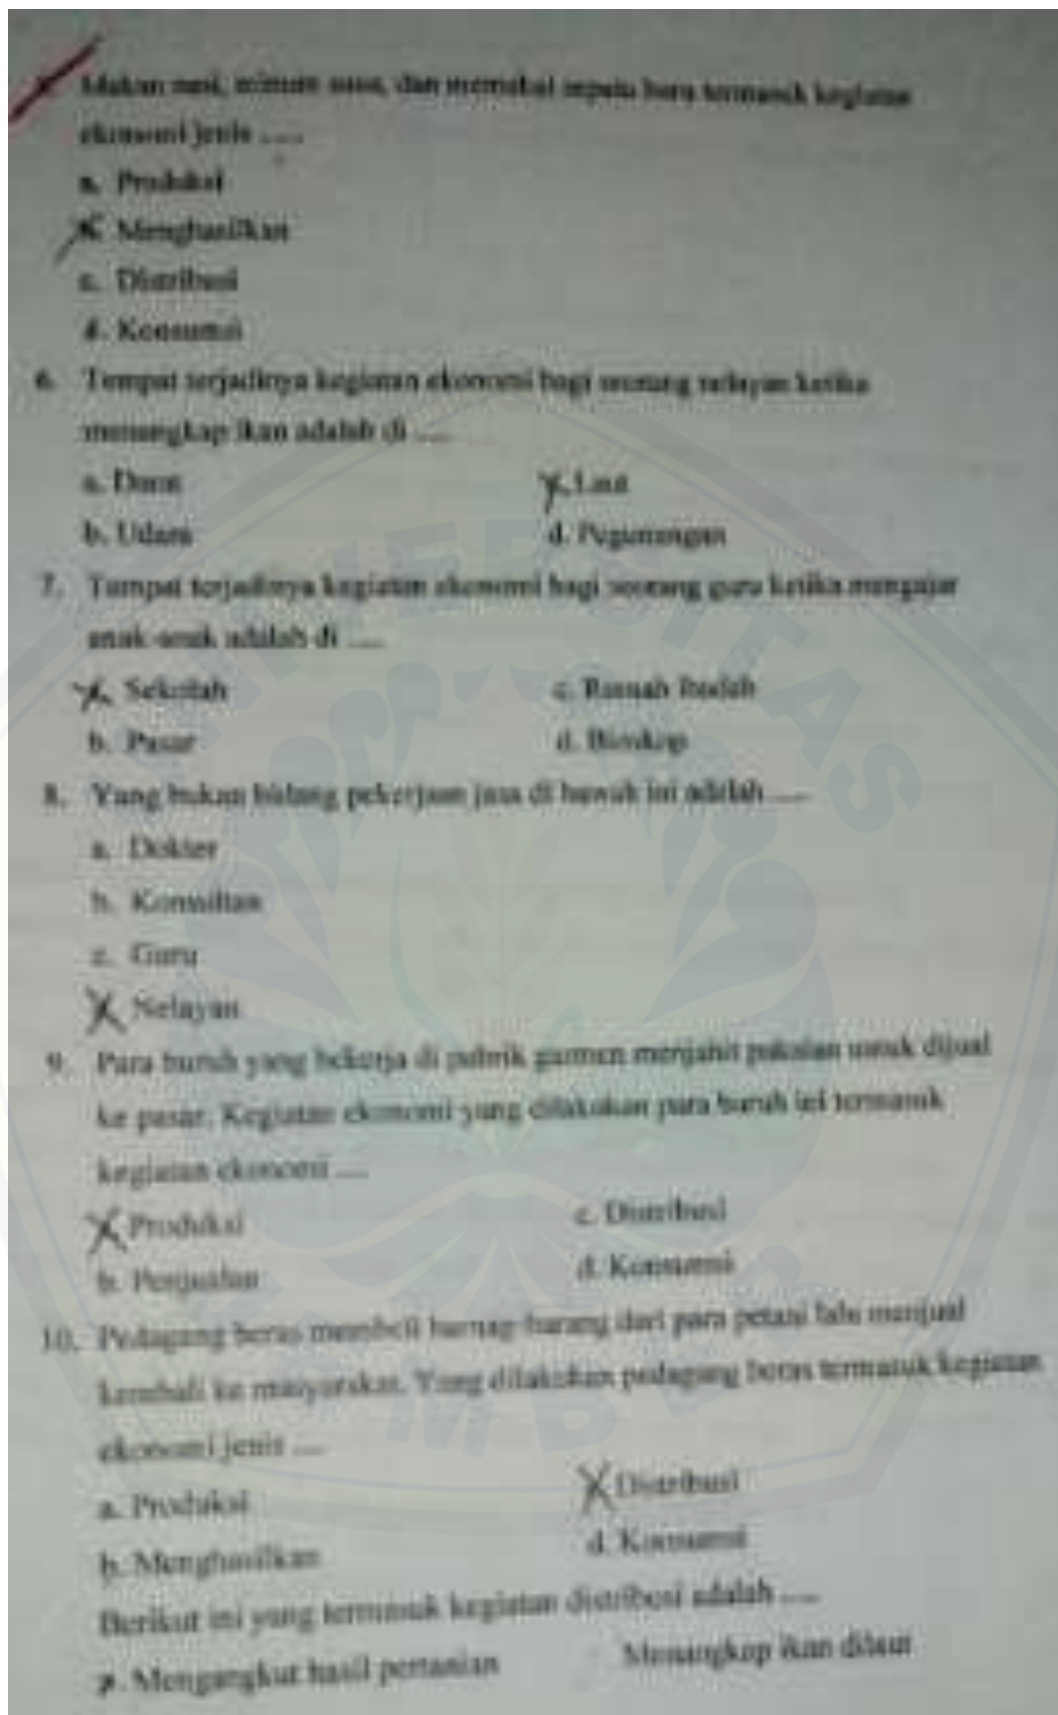 Makan nasi, minum susu, dan memakai sepatu baru termasuk kegiatan
ekonomi jenis .....
a. Produksi
Menghasilkan
c. Distribusi
d. Konsumsi
6. Tempat terjadinya kegiatan ekonomi bagi seorang nelayan ketika
menangkap ikan adalah di ....
a. Darat
Laut
b. Udara
d. Pegunungan
7. Tempat terjadinya kegiatan ekonomi bagi seorang guru ketika mengajar
anak-anak adalah di ....
Sekolah
c. Rumah Ibadah
b. Pasar
d. Bioskop
8. Yang bukan bidang pekerjaan jasa di bawah ini adalah ....
a. Dokter
b. Konsultan
c. Guru
Nelayan
9. Para buruh yang bekerja di pabrik garmen menjahit pakaian untuk dijual
ke pasar. Kegiatan ekonomi yang dilakukan para buruh ini termasuk
kegiatan ekonomi ....
Produksi
c. Distribusi
b. Penjualan
d. Konsumsi
10. Pedagang beras membeli barnag-barang dari para petani lalu menjual
kembali ke masyarakat. Yang dilakukan pedagang beras termasuk kegiatan
ekonomi jenis ....
a. Produksi
Distribusi
b. Menghasilkan
d. Konsumsi
Berikut ini yang termasuk kegiatan distribusi adalah ....
Mengangkut hasil pertanian
Menangkap ikan dilaut
UNIVERSITAS
JEMBER